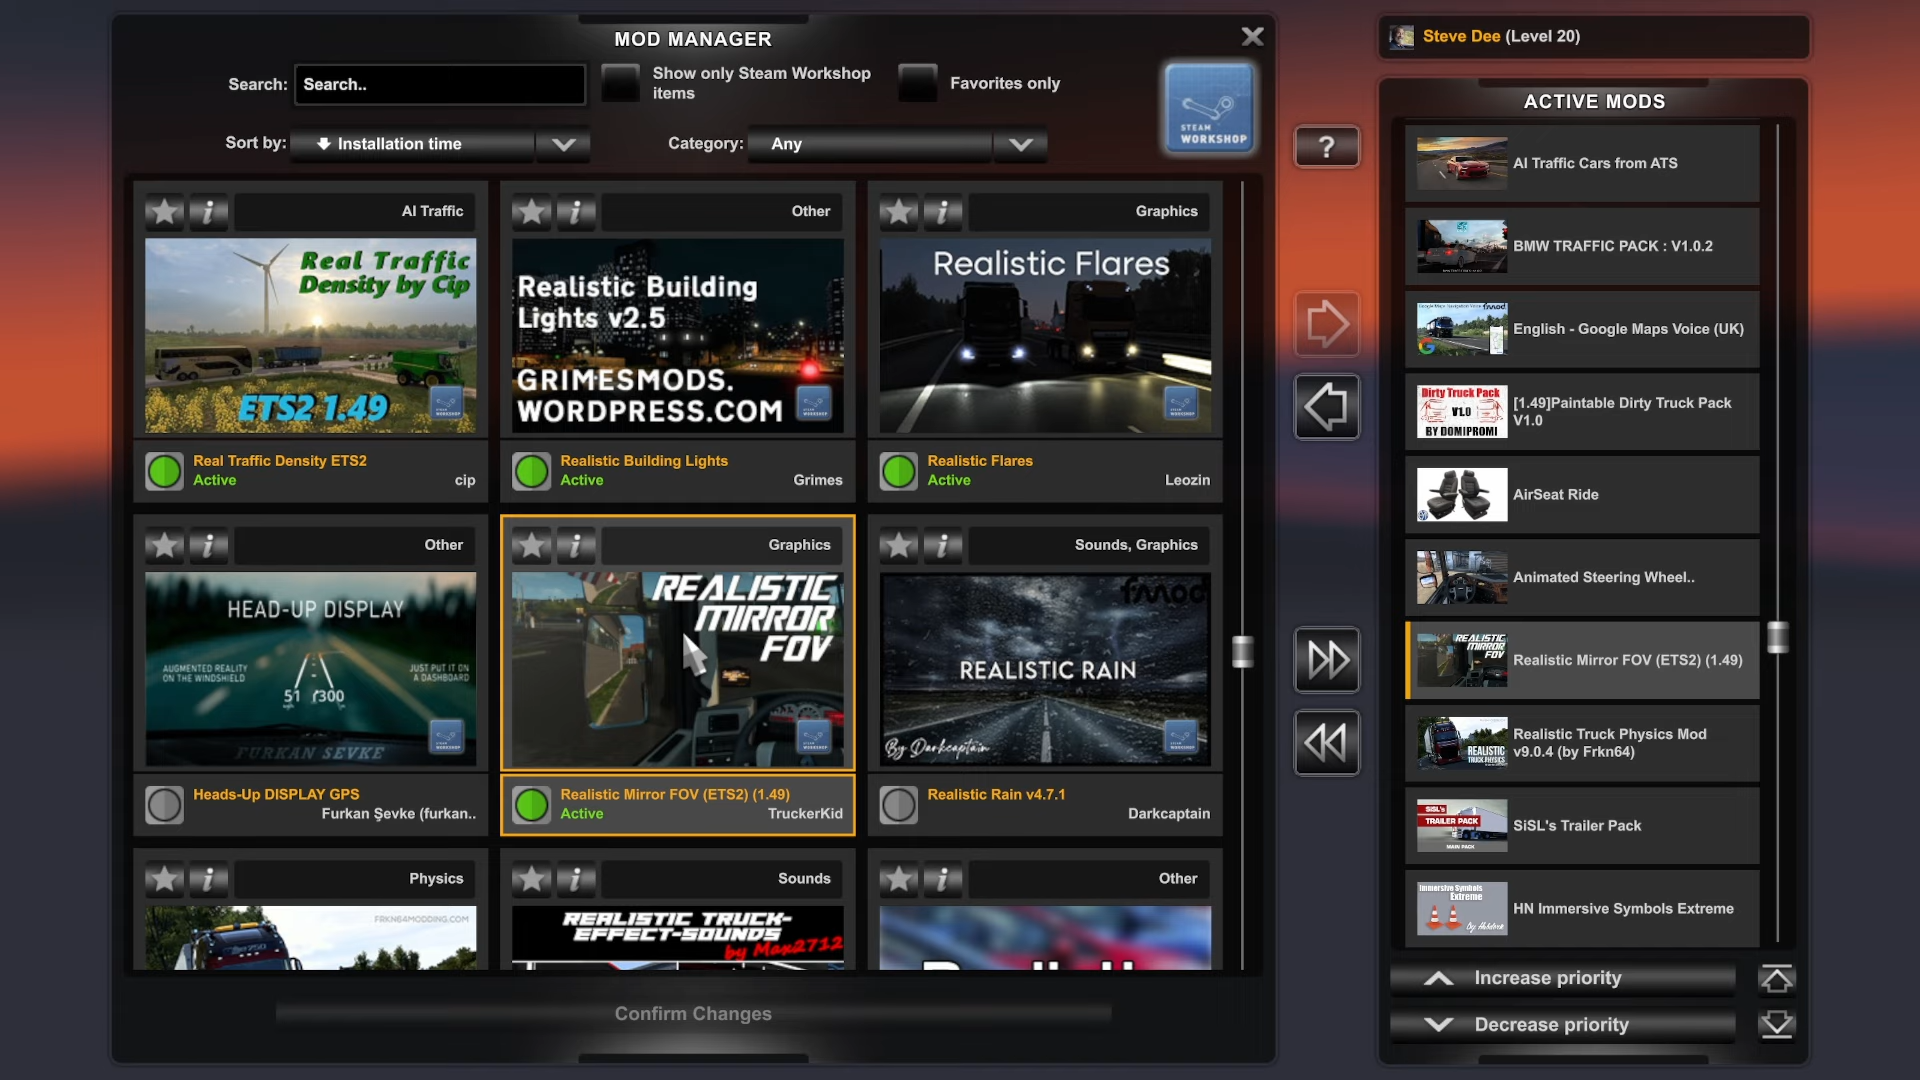 MOD MANAGER
Search:
Search..
Show only Steam Workshop
items
Favorites only
STEAM
WORKSHOP
Sort by:
Installation time
Category:
Any
AI Traffic
Real Traffic
Density by Cip
ETS2 1.49
Real Traffic Density ETS2
Active
cip
Other
Realistic Building
Lights v2.5
GRIMESMODS.
WORDPRESS.COM
Realistic Building Lights
Active
Grimes
Graphics
Realistic Flares
Realistic Flares
Active
Leozin
Other
HEAD-UP DISPLAY
AUGMENTED REALITY
ON THE WINDSHIELD
JUST PUT IT ON
A DASHBOARD
FURKAN SEVKE
Heads-Up DISPLAY GPS
Furkan Şevke (furkan..
Graphics
REALISTIC
MIRROR
FOV
Realistic Mirror FOV (ETS2) (1.49)
Active
TruckerKid
Sounds, Graphics
fmod
REALISTIC RAIN
By Darkcaptain
Realistic Rain v4.7.1
Darkcaptain
Physics
FRKN64MODDING.COM
Sounds
REALISTIC TRUCK-
EFFECT-SOUNDS
by Max2712
Other
Confirm Changes
?
Steve Dee (Level 20)
ACTIVE MODS
AI Traffic Cars from ATS
BMW TRAFFIC PACK : V1.0.2
English - Google Maps Voice (UK)
Dirty Truck Pack
V1.0
BY DOMIPROMI
[1.49]Paintable Dirty Truck Pack
V1.0
AirSeat Ride
Animated Steering Wheel..
REALISTIC
MIRROR
FOV
Realistic Mirror FOV (ETS2) (1.49)
REALISTIC
TRUCK PHYSICS
Realistic Truck Physics Mod
v9.0.4 (by Frkn64)
SiSL's
TRAILER PACK
MAIN PACK
SiSL's Trailer Pack
Immersive Symbols
Extreme
HN Immersive Symbols Extreme
Increase priority
Decrease priority